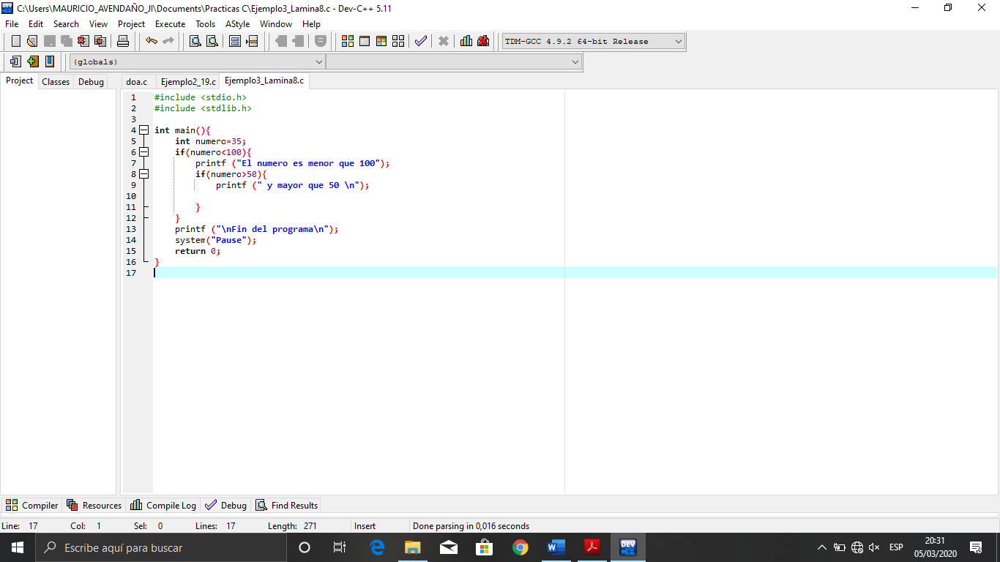 C:\Users\MAURICIO_AVENDAÑO_JI\Documents\Practicas C\Ejemplo3_Lamina8.c - Dev-C++ 5.11
File Edit Search View Project Execute Tools AStyle Window Help
TDM-GCC 4.9.2 64-bit Release
(globals)
Project Classes Debug doa.c Ejemplo2_19.c Ejemplo3_Lamina8.c
1 #include <stdio.h>
2 #include <stdlib.h>
3
4 int main(){
5 int numero=35;
6 if(numero<100){
7 printf ("El numero es menor que 100");
8 if(numero>50){
9 printf (" y mayor que 50 \n");
10
11 }
12 }
13 printf ("\nFin del programa\n");
14 system("Pause");
15 return 0;
16 }
17
Compiler Resources Compile Log Debug Find Results
Line: 17 Col: 1 Sel: 0 Lines: 17 Length: 271 Insert Done parsing in 0,016 seconds
Escribe aquí para buscar
ESP
20:31
05/03/2020